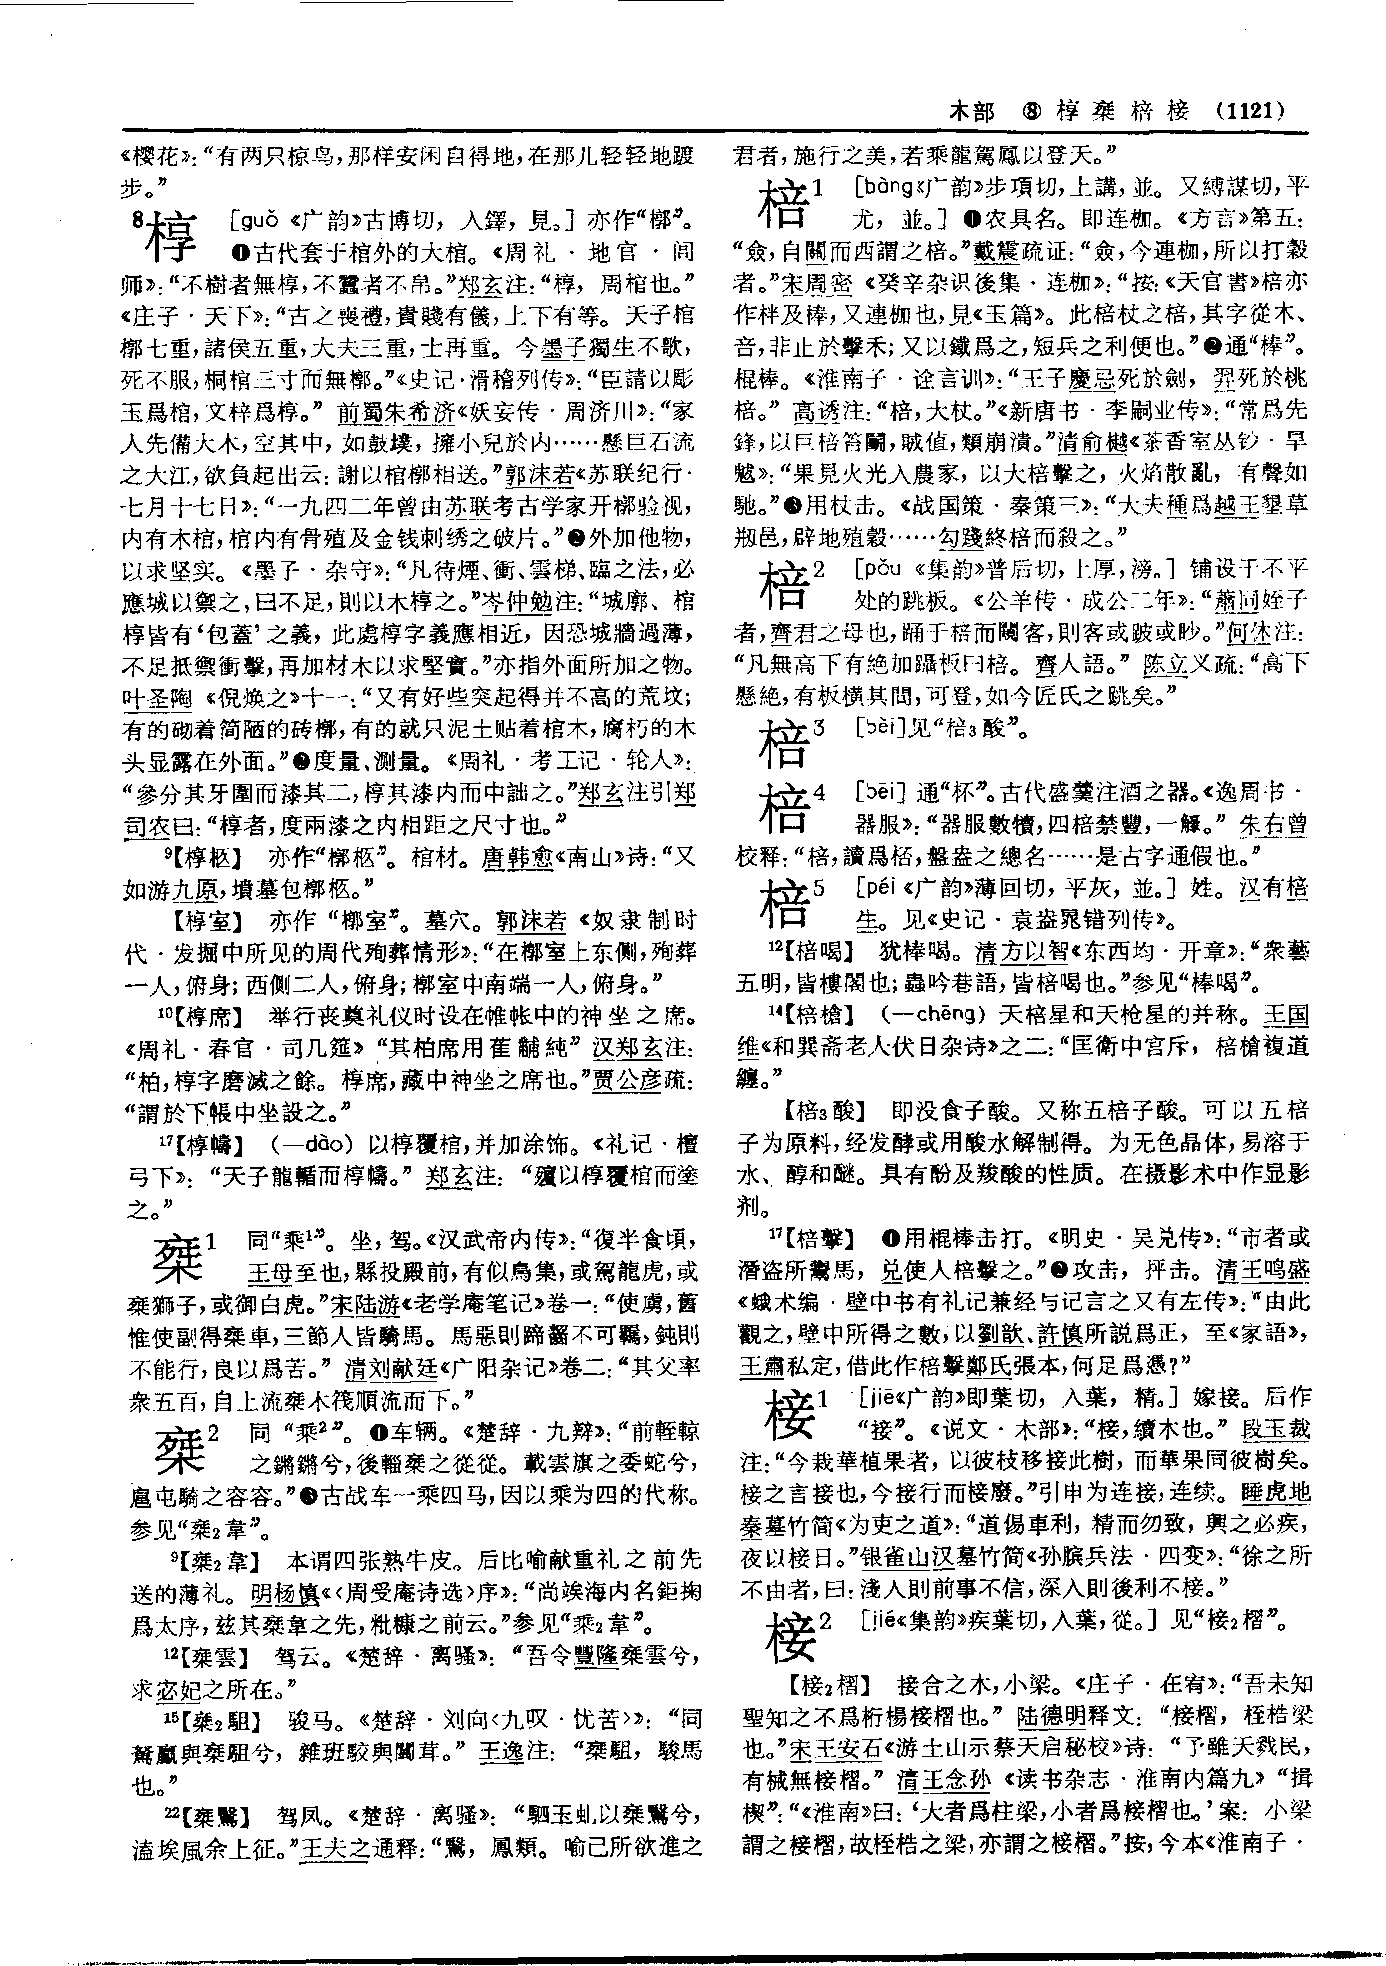 木部 ⑧ 椁 椉 棓 椄 (1121)
《樱花》：“有两只椋鸟，那样安闲自得地，在那儿轻轻地踱
步。”
8椁 [guǒ《广韵》古博切，入鐸，見。] 亦作“槨”。
❶古代套于棺外的大棺。《周礼·地官·闾
师》：“不樹者無椁，不蠶者不帛。”郑玄注：“椁，周棺也。”
《庄子·天下》：“古之喪禮，貴賤有儀，上下有等。天子棺
槨七重，諸侯五重，大夫三重，士再重。今墨子獨生不歌，
死不服，桐棺三寸而無槨。”《史记·滑稽列传》：“臣請以彫
玉爲棺，文梓爲椁。”前蜀朱希济《妖妄传·周济川》：“家
人先備大木，空其中，如鼓墣，擁小兒於内……懸巨石流
之大江，欲負起出云：謝以棺槨相送。”郭沫若《苏联纪行·
七月十七日》：“一九四二年曾由苏联考古学家开槨验视，
内有木棺，棺内有骨殖及金钱刺绣之破片。”❷外加他物，
以求坚实。《墨子·杂守》：“凡待煙、衝、雲梯、臨之法，必
應城以禦之，曰不足，則以木椁之。”岑仲勉注：“城廓、棺
椁皆有‘包蓋’之義，此處椁字義應相近，因恐城牆過薄，
不足抵禦衝擊，再加材木以求堅實。”亦指外面所加之物。
叶圣陶《倪焕之》十一：“又有好些突起得并不高的荒坟；
有的砌着简陋的砖槨，有的就只泥土贴着棺木，腐朽的木
头显露在外面。”❸度量、测量。《周礼·考工记·轮人》：
“參分其牙圍而漆其二，椁其漆内而中詘之。”郑玄注引郑
司农曰：“椁者，度兩漆之内相距之尺寸也。”
9【椁柩】 亦作“槨柩”。棺材。唐韩愈《南山》诗：“又
如游九原，墳墓包槨柩。”
【椁室】 亦作“槨室”。墓穴。郭沫若《奴隶制时
代·发掘中所见的周代殉葬情形》：“在槨室上东侧，殉葬
一人，俯身；西侧二人，俯身；槨室中南端一人，俯身。”
10【椁席】 举行丧奠礼仪时设在帷帐中的神坐之席。
《周礼·春官·司几筵》“其柏席用萑黼純”汉郑玄注：
“柏，椁字磨滅之餘。椁席，藏中神坐之席也。”贾公彦疏：
“謂於下帳中坐設之。”
17【椁幬】（一dào）以椁覆棺，并加涂饰。《礼记·檀
弓下》：“天子龍輴而椁幬。”郑玄注：“殯以椁覆棺而塗
之。”
椉1 同“乘1”。坐，驾。《汉武帝内传》：“復半食頃，
王母至也，縣投殿前，有似鳥集，或駕龍虎，或
椉獅子，或御白虎。”宋陆游《老学庵笔记》卷一：“使虜，舊
惟使副得椉車，三節人皆騎馬。馬惡則蹄齧不可羈，鈍則
不能行，良以爲苦。”清刘献廷《广阳杂记》卷二：“其父率
衆五百，自上流椉木筏順流而下。”
椉2 同“乘2”。❶车辆。《楚辞·九辩》：“前輊輬
之鏘鏘兮，後輜椉之從從。載雲旗之委蛇兮，
扈屯騎之容容。”❸古战车一乘四马，因以乘为四的代称。
参见“椉2韋”。
9【椉2韋】 本谓四张熟牛皮。后比喻献重礼之前先
送的薄礼。明杨慎《〈周受庵诗选〉序》：“尚竢海内名鉅掬
爲太序，兹其椉韋之先，粃糠之前云。”参见“乘2韋”。
12【椉雲】 驾云。《楚辞·离骚》：“吾令豐隆椉雲兮，
求宓妃之所在。”
15【椉2駔】 骏马。《楚辞·刘向〈九叹·忧苦〉》：“同
駑驘與椉駔兮，雜班駮與闒茸。”王逸注：“椉駔，駿馬
也。”
22【椉鷖】 驾凤。《楚辞·离骚》：“駟玉虬以椉鷖兮，
溘埃風余上征。”王夫之通释：“鷖，鳳類。喻己所欲進之
君者，施行之美，若乘龍駕鳳以登天。”
棓1 [bàng《广韵》步項切，上講，並。又縛謀切，平
尤，並。] ❶农具名。即连枷。《方言》第五：
“僉，自關而西謂之棓。”戴震疏证：“僉，今連枷，所以打穀
者。”宋周密《癸辛杂识後集·连枷》：“按：《天官書》棓亦
作柈及棒，又連枷也，見《玉篇》。此棓杖之棓，其字從木、
咅，非止於擊禾；又以鐵爲之，短兵之利便也。”❷通“棒”。
棍棒。《淮南子·诠言训》：“王子慶忌死於劍，羿死於桃
棓。”高诱注：“棓，大杖。”《新唐书·李嗣业传》：“常爲先
鋒，以巨棓笞鬬，賊值，類崩潰。”清俞樾《茶香室丛钞·旱
魃》：“果見火光入農家，以大棓擊之，火焰散亂，有聲如
馳。”❸用杖击。《战国策·秦策三》：“大夫種爲越王墾草
剏邑，辟地殖穀……勾踐終棓而殺之。”
棓2 [pǒu《集韵》普后切，上厚，滂。] 铺设于不平
处的跳板。《公羊传·成公二年》：“蕭同姪子
者，齊君之母也，踊于棓而闚客，則客或跛或眇。”何休注：
“凡無高下有絶加躡板曰棓。齊人語。”陈立义疏：“高下
懸絶，有板横其間，可登，如今匠氏之跳矣。”
棓3 [bèi]见“棓3酸”。
棓4 [bēi] 通“杯”。古代盛羹注酒之器。《逸周书·
器服》：“器服數犢，四棓禁豐，一觶。”朱右曾
校释：“棓，讀爲桮，盤盎之總名……是古字通假也。”
棓5 [péi《广韵》薄回切，平灰，並。] 姓。汉有棓
生。见《史记·袁盎晁错列传》。
12【棓喝】 犹棒喝。清方以智《东西均·开章》：“衆藝
五明，皆樓閣也；蟲吟巷語，皆棓喝也。”参见“棒喝”。
14【棓槍】（一chēng）天棓星和天枪星的并称。王国
维《和巽斋老人伏日杂诗》之二：“匡衛中宫斥，棓槍複道
纏。”
【棓3酸】 即没食子酸。又称五棓子酸。可以五棓
子为原料，经发酵或用酸水解制得。为无色晶体，易溶于
水、醇和醚。具有酚及羧酸的性质。在摄影术中作显影
剂。
17【棓擊】 ❶用棍棒击打。《明史·吴兑传》：“市者或
潛盗所鬻馬，兑使人棓擊之。”❷攻击，抨击。清王鸣盛
《蛾术编·壁中书有礼记兼经与记言之又有左传》：“由此
觀之，壁中所得之數，以劉歆、許慎所説爲正，至《家語》，
王肅私定，借此作棓擊鄭氏張本，何足爲憑？”
椄1 [jiē《广韵》即葉切，入葉，精。] 嫁接。后作
“接”。《说文·木部》：“椄，續木也。”段玉裁
注：“今栽華植果者，以彼枝移接此樹，而華果同彼樹矣。
椄之言接也，今接行而椄廢。”引申为连接，连续。睡虎地
秦墓竹简《为吏之道》：“道傷車利，精而勿致，興之必疾，
夜以椄日。”银雀山汉墓竹简《孙膑兵法·四变》：“徐之所
不由者，曰：淺入則前事不信，深入則後利不椄。”
椄2 [jié《集韵》疾葉切，入葉，從。] 见“椄2槢”。
【椄2槢】 接合之木，小梁。《庄子·在宥》：“吾未知
聖知之不爲桁楊椄槢也。”陆德明释文：“椄槢，桎梏梁
也。”宋王安石《游土山示蔡天启秘校》诗：“予雖天戮民，
有械無椄槢。”清王念孙《读书杂志·淮南内篇九》“揖
楔”：“《淮南》曰：‘大者爲柱梁，小者爲椄槢也。’案：小梁
謂之椄槢，故桎梏之梁，亦謂之椄槢。”按，今本《淮南子·